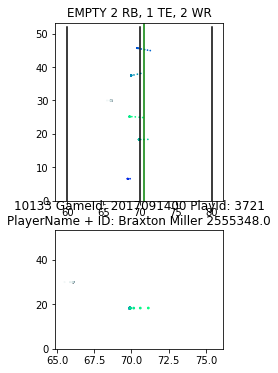 EMPTY 2 RB, 1 TE, 2 WR
50
40
30
20
10
0
60 65 70 75 80
10133 GameId: 2017091400 PlayId: 3721
PlayerName + ID: Braxton Miller 2555348.0
40
20
0
65.0 67.5 70.0 72.5 75.0